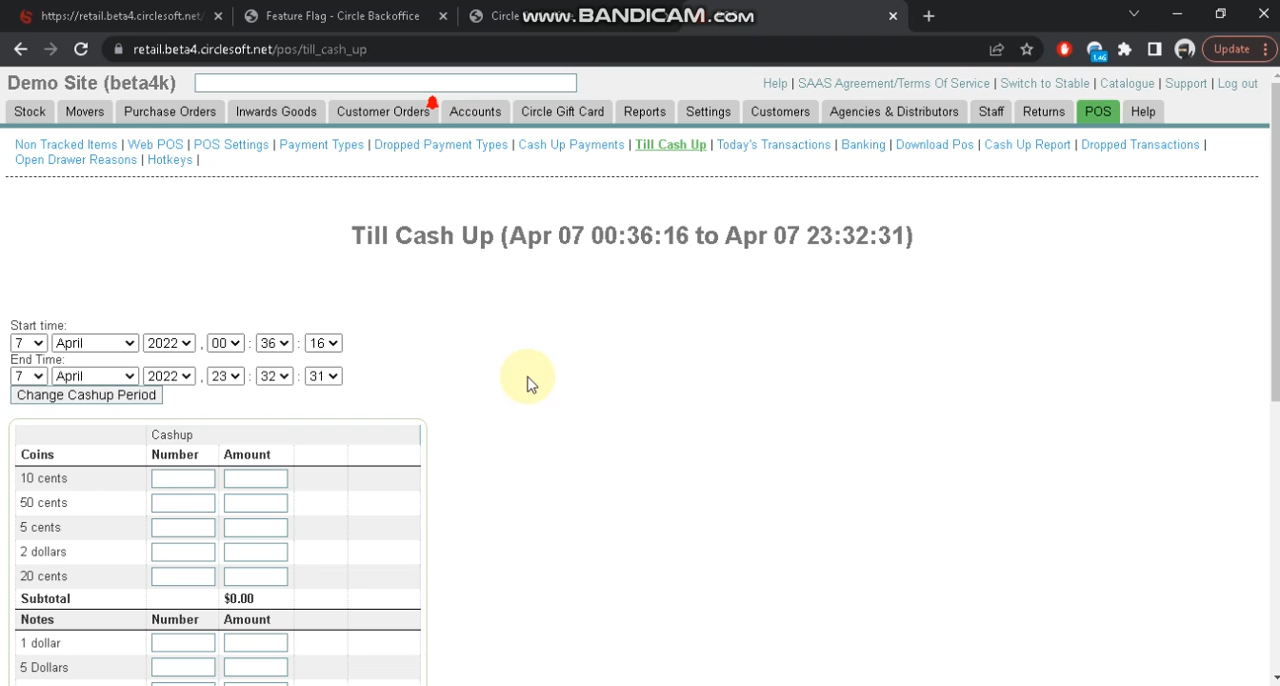 https://retail.beta4.circlesoft.net/
Feature Flag - Circle Backoffice
Circle
www.BANDICAM.com
retail.beta4.circlesoft.net/pos/till_cash_up
1.46
Update
Demo Site (beta4k)
Help | SAAS Agreement/Terms Of Service | Switch to Stable | Catalogue | Support | Log out
Stock Movers Purchase Orders Inwards Goods Customer Orders Accounts Circle Gift Card Reports Settings Customers Agencies & Distributors Staff Returns POS Help
Non Tracked Items | Web POS | POS Settings | Payment Types | Dropped Payment Types | Cash Up Payments | Till Cash Up | Today's Transactions | Banking | Download Pos | Cash Up Report | Dropped Transactions |
Open Drawer Reasons | Hotkeys |
Till Cash Up (Apr 07 00:36:16 to Apr 07 23:32:31)
Start time:
7 April 2022 , 00 : 36 : 16
End Time:
7 April 2022 , 23 : 32 : 31
Change Cashup Period
Cashup
Coins Number Amount
10 cents
50 cents
5 cents
2 dollars
20 cents
Subtotal $0.00
Notes Number Amount
1 dollar
5 Dollars